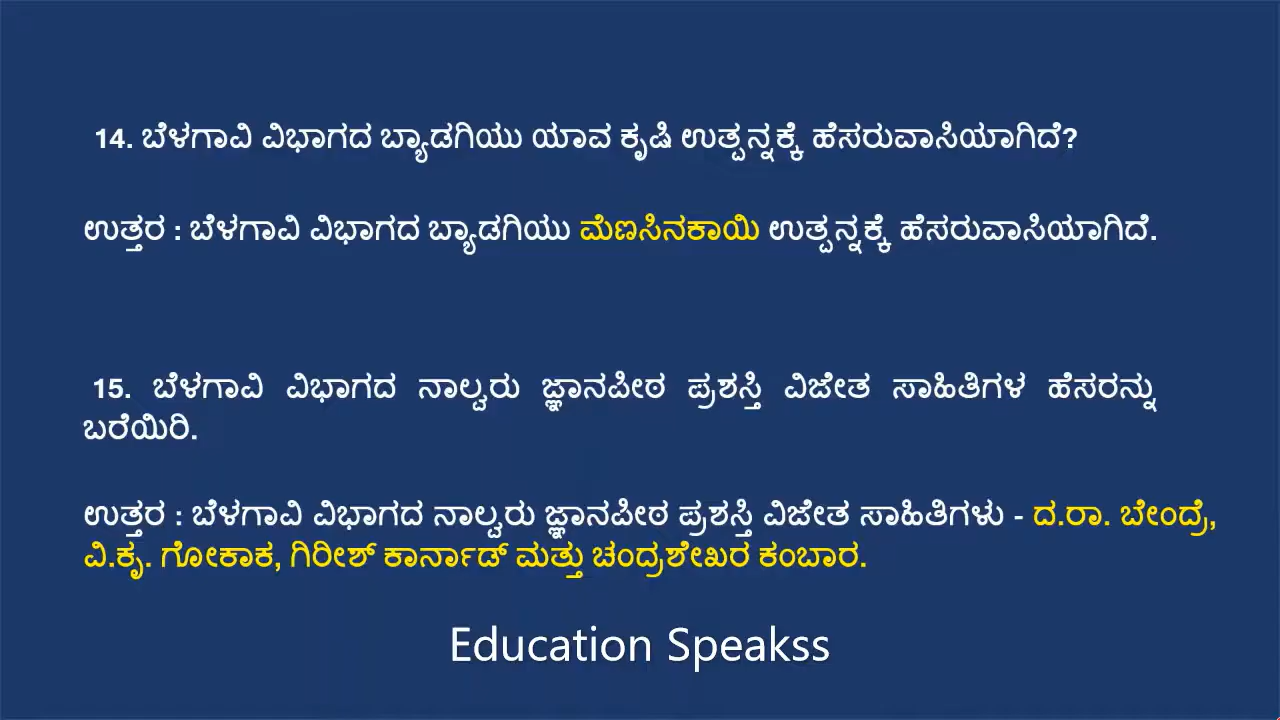 14. ಬೆಳಗಾವಿ ವಿಭಾಗದ ಬ್ಯಾಡಗಿಯು ಯಾವ ಕೃಷಿ ಉತ್ಪನ್ನಕ್ಕೆ ಹೆಸರುವಾಸಿಯಾಗಿದೆ?
ಉತ್ತರ : ಬೆಳಗಾವಿ ವಿಭಾಗದ ಬ್ಯಾಡಗಿಯು ಮೆಣಸಿನಕಾಯಿ ಉತ್ಪನ್ನಕ್ಕೆ ಹೆಸರುವಾಸಿಯಾಗಿದೆ.
15. ಬೆಳಗಾವಿ ವಿಭಾಗದ ನಾಲ್ವರು ಜ್ಞಾನಪೀಠ ಪ್ರಶಸ್ತಿ ವಿಜೇತ ಸಾಹಿತಿಗಳ ಹೆಸರನ್ನು
ಬರೆಯಿರಿ.
ಉತ್ತರ : ಬೆಳಗಾವಿ ವಿಭಾಗದ ನಾಲ್ವರು ಜ್ಞಾನಪೀಠ ಪ್ರಶಸ್ತಿ ವಿಜೇತ ಸಾಹಿತಿಗಳು - ದ.ರಾ. ಬೇಂದ್ರೆ,
ವಿ.ಕೃ. ಗೋಕಾಕ, ಗಿರೀಶ್ ಕಾರ್ನಾಡ್ ಮತ್ತು ಚಂದ್ರಶೇಖರ ಕಂಬಾರ.
Education Speakss